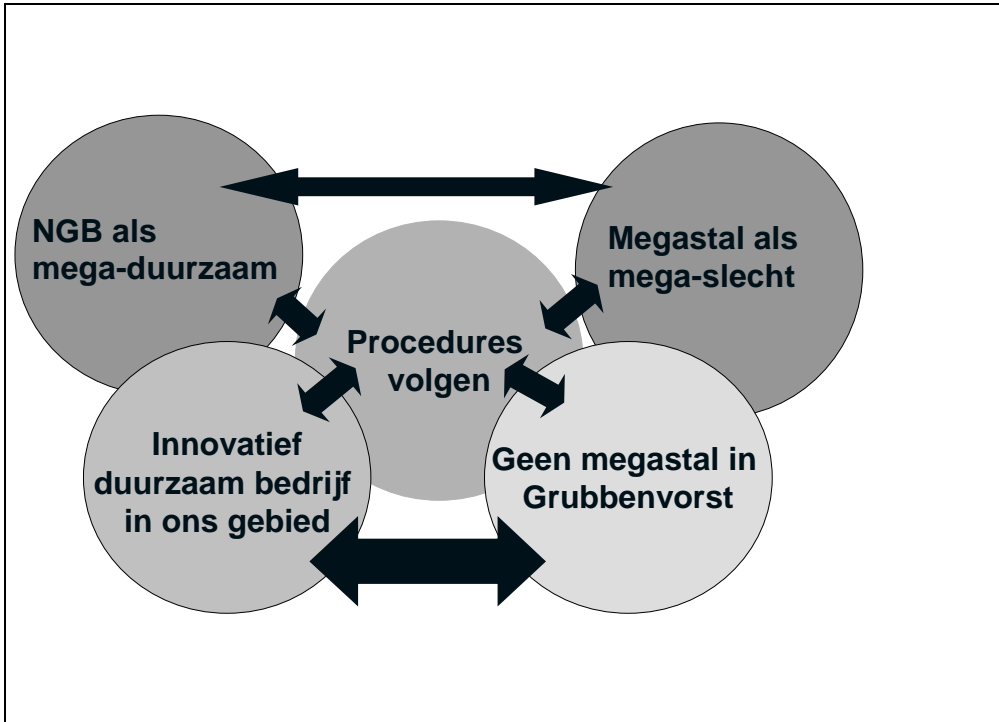 NGB als
mega-duurzaam
Megastal als
mega-slecht
Procedures
volgen
Innovatief
duurzaam bedrijf
in ons gebied
Geen megastal in
Grubbenvorst